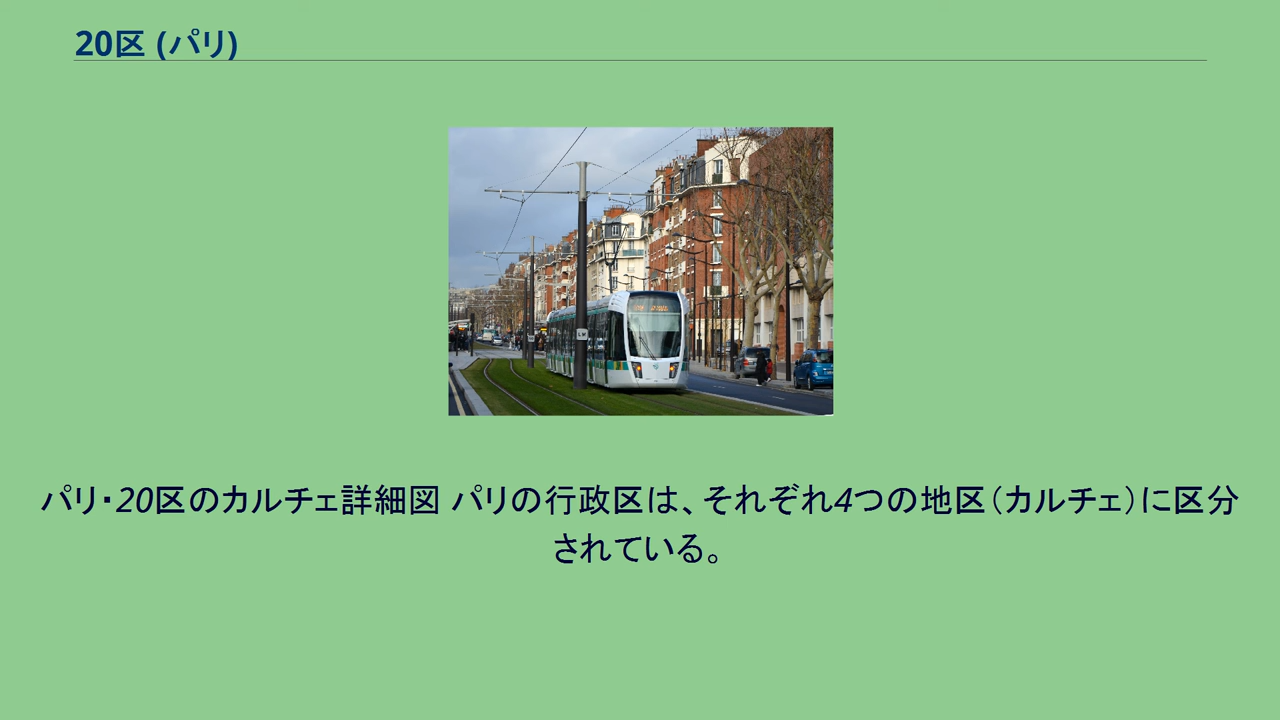 20区 (パリ)
パリ・20区のカルチェ詳細図 パリの行政区は、それぞれ4つの地区（カルチェ）に区分
されている。